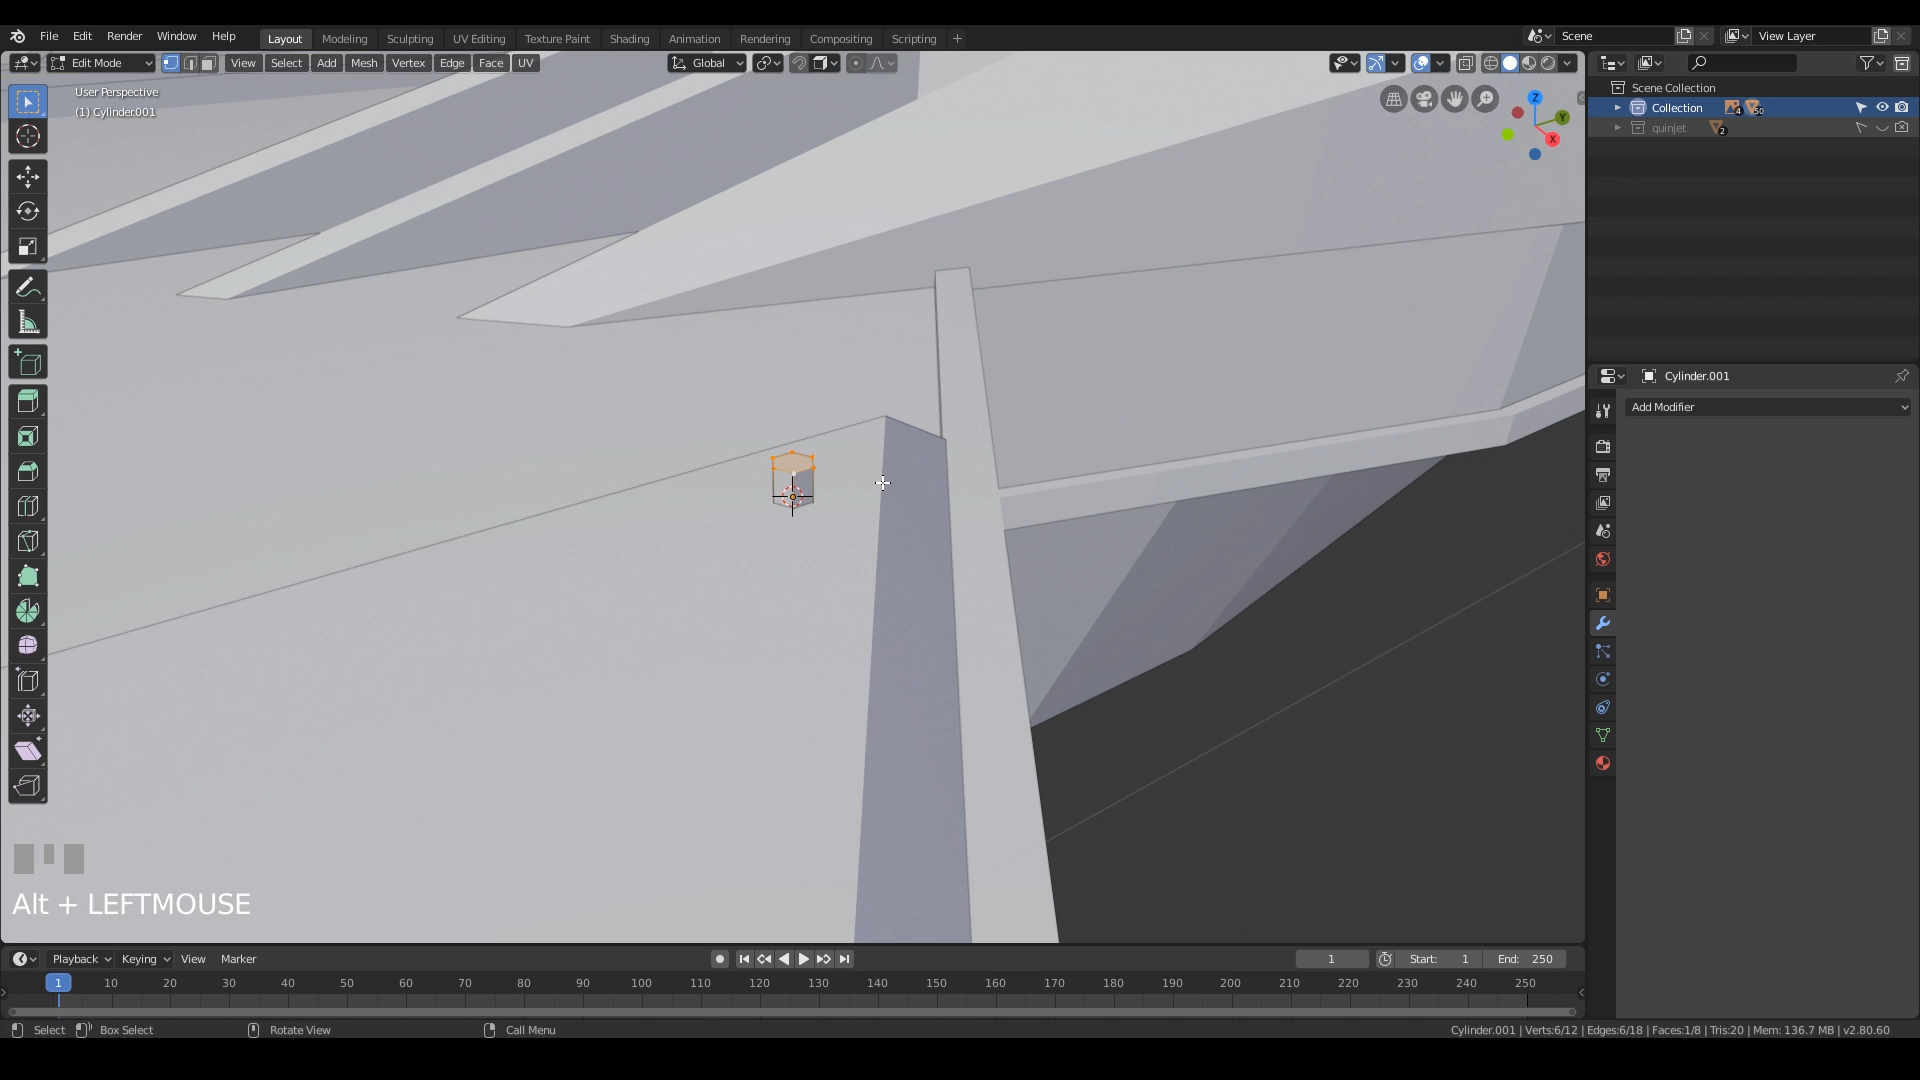 File Edit Render Window Help Layout Modeling Sculpting UV Editing Texture Paint Shading Animation Rendering Compositing Scripting + Scene View Layer
Edit Mode View Select Add Mesh Vertex Edge Face UV Global
User Perspective
(1) Cylinder.001
Z
Y
X
Scene Collection
Collection 4 50
quinjet 2
Cylinder.001
Add Modifier
Alt + LEFTMOUSE
Playback Keying View Marker 1 Start: 1 End: 250
1 10 20 30 40 50 60 70 80 90 100 110 120 130 140 150 160 170 180 190 200 210 220 230 240 250
Select Box Select Rotate View Call Menu Cylinder.001 | Verts:6/12 | Edges:6/18 | Faces:1/8 | Tris:20 | Mem: 136.7 MB | v2.80.60